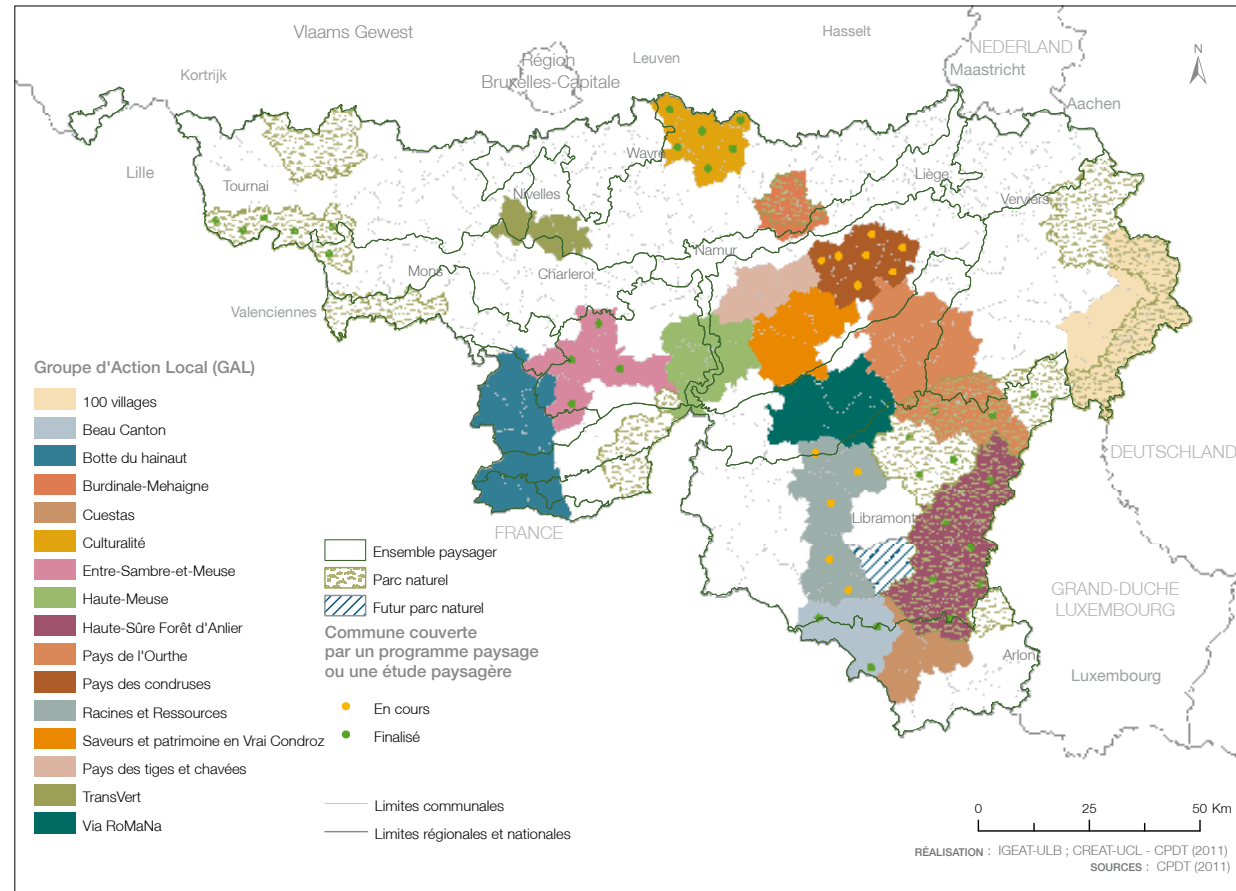 Vlaams Gewest
Hasselt
NEDERLAND
Maastricht
N
Région
Bruxelles-Capitale
Leuven
Kortrijk
Aachen
Lille
Wavre
Liège
Tournai
Nivelles
Verviers
Namur
Mons
Charleroi
Valenciennes
DEUTSCHLAND
Libramont
FRANCE
GRAND-DUCHE
LUXEMBOURG
Arlon
Luxembourg
Groupe d'Action Local (GAL)
100 villages
Beau Canton
Botte du hainaut
Burdinale-Mehaigne
Cuestas
Culturalité
Entre-Sambre-et-Meuse
Haute-Meuse
Haute-Sûre Forêt d'Anlier
Pays de l'Ourthe
Pays des condruses
Racines et Ressources
Saveurs et patrimoine en Vrai Condroz
Pays des tiges et chavées
TransVert
Via RoMaNa
Ensemble paysager
Parc naturel
Futur parc naturel
Commune couverte
par un programme paysage
ou une étude paysagère
En cours
Finalisé
Limites communales
Limites régionales et nationales
0 25 50 Km
RÉALISATION : IGEAT-ULB ; CREAT-UCL - CPDT (2011)
SOURCES : CPDT (2011)